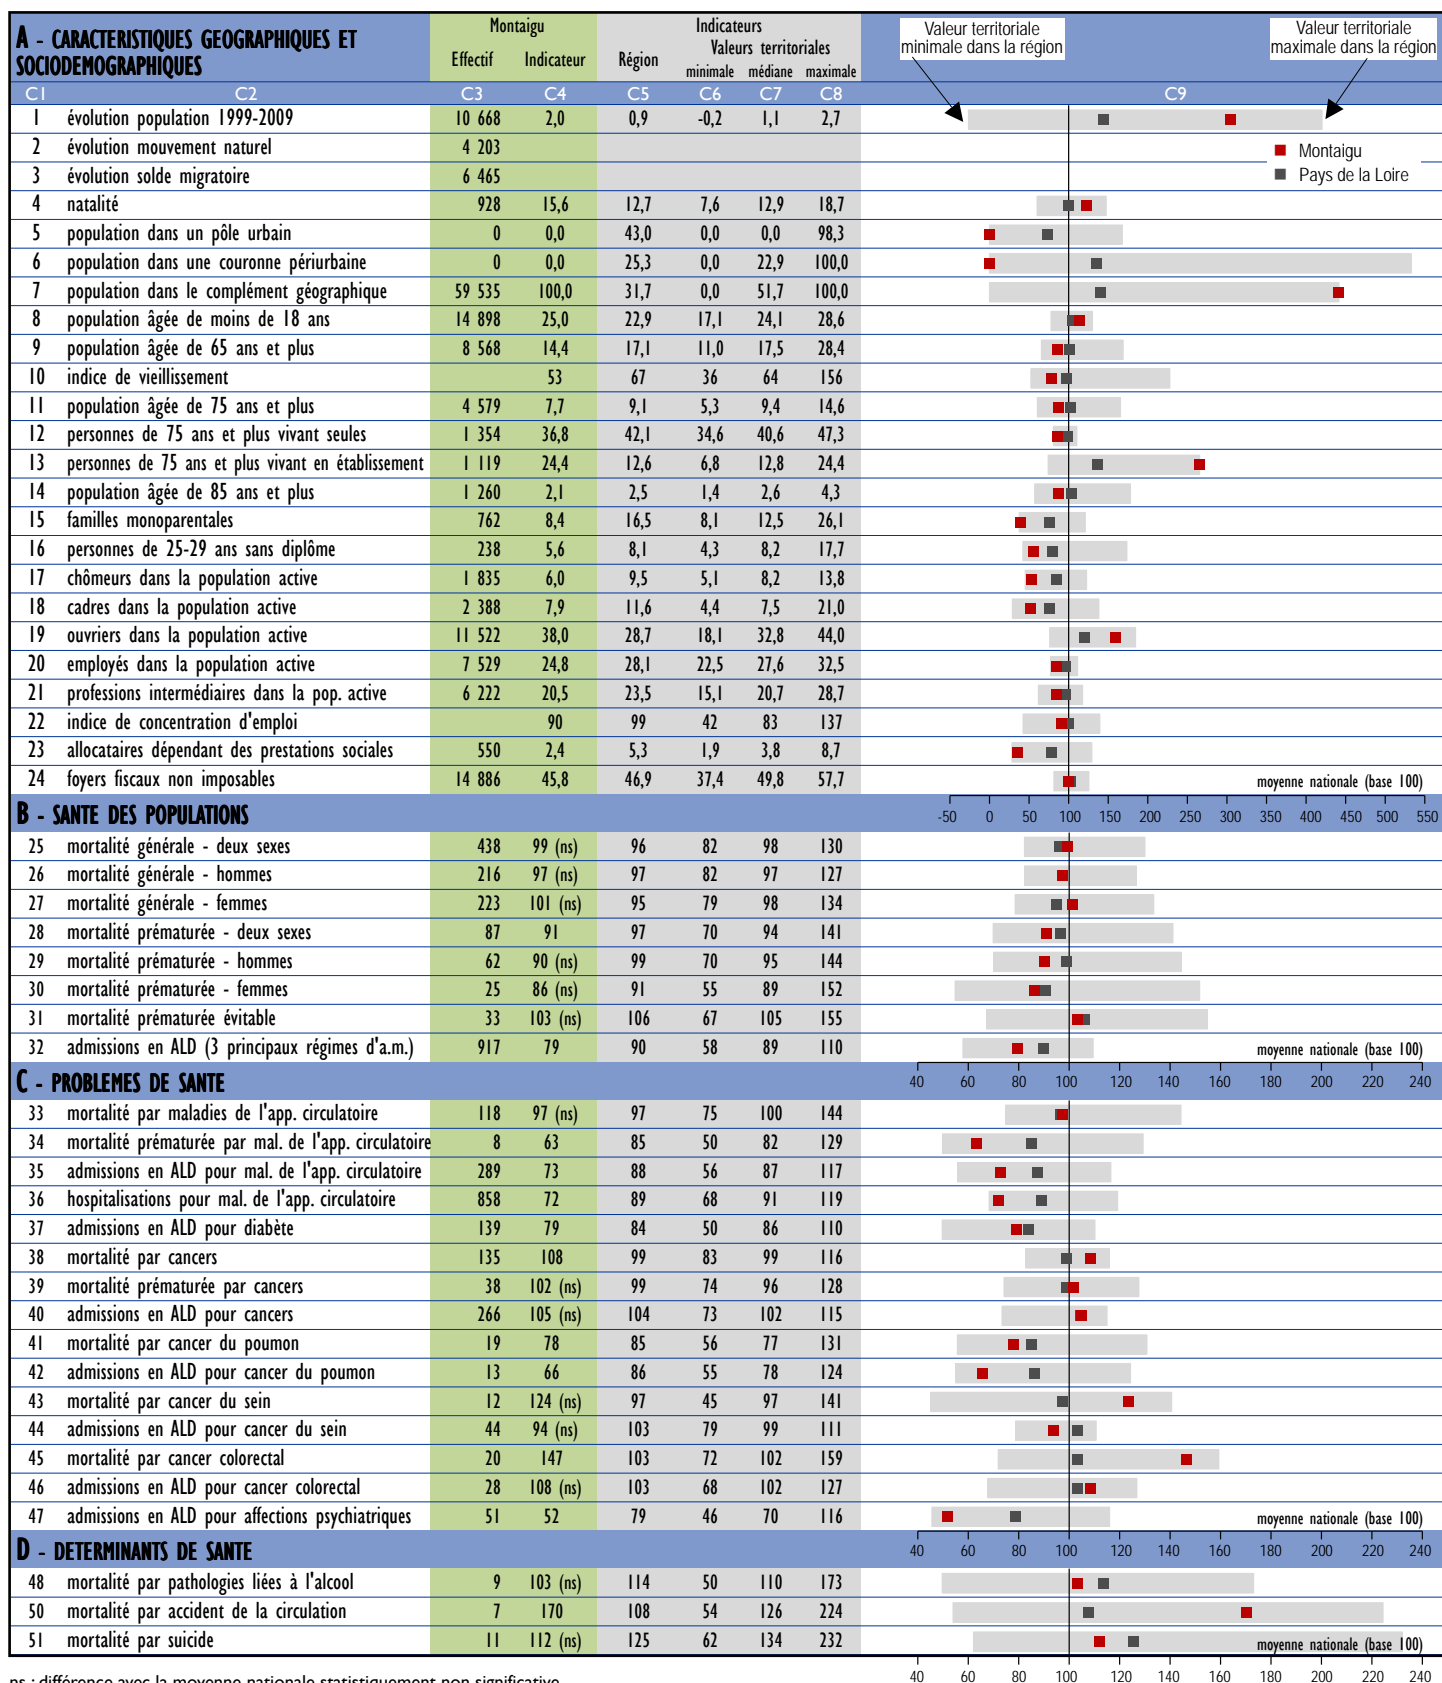 A - CARACTERISTIQUES GEOGRAPHIQUES ET SOCIODEMOGRAPHIQUES
Montaigu
Effectif Indicateur
Indicateurs
Région
Valeurs territoriales
minimale médiane maximale
Valeur territoriale minimale dans la région
Valeur territoriale maximale dans la région
C1 C2 C3 C4 C5 C6 C7 C8 C9
1 évolution population 1999-2009 10 668 2,0 0,9 -0,2 1,1 2,7
2 évolution mouvement naturel 4 203
Montaigu
3 évolution solde migratoire 6 465
Pays de la Loire
4 natalité 928 15,6 12,7 7,6 12,9 18,7
5 population dans un pôle urbain 0 0,0 43,0 0,0 0,0 98,3
6 population dans une couronne périurbaine 0 0,0 25,3 0,0 22,9 100,0
7 population dans le complément géographique 59 535 100,0 31,7 0,0 51,7 100,0
8 population âgée de moins de 18 ans 14 898 25,0 22,9 17,1 24,1 28,6
9 population âgée de 65 ans et plus 8 568 14,4 17,1 11,0 17,5 28,4
10 indice de vieillissement 53 67 36 64 156
11 population âgée de 75 ans et plus 4 579 7,7 9,1 5,3 9,4 14,6
12 personnes de 75 ans et plus vivant seules 1 354 36,8 42,1 34,6 40,6 47,3
13 personnes de 75 ans et plus vivant en établissement 1 119 24,4 12,6 6,8 12,8 24,4
14 population âgée de 85 ans et plus 1 260 2,1 2,5 1,4 2,6 4,3
15 familles monoparentales 762 8,4 16,5 8,1 12,5 26,1
16 personnes de 25-29 ans sans diplôme 238 5,6 8,1 4,3 8,2 17,7
17 chômeurs dans la population active 1 835 6,0 9,5 5,1 8,2 13,8
18 cadres dans la population active 2 388 7,9 11,6 4,4 7,5 21,0
19 ouvriers dans la population active 11 522 38,0 28,7 18,1 32,8 44,0
20 employés dans la population active 7 529 24,8 28,1 22,5 27,6 32,5
21 professions intermédiaires dans la pop. active 6 222 20,5 23,5 15,1 20,7 28,7
22 indice de concentration d'emploi 90 99 42 83 137
23 allocataires dépendant des prestations sociales 550 2,4 5,3 1,9 3,8 8,7
24 foyers fiscaux non imposables 14 886 45,8 46,9 37,4 49,8 57,7 moyenne nationale (base 100)
B - SANTE DES POPULATIONS
-50 0 50 100 150 200 250 300 350 400 450 500 550
25 mortalité générale - deux sexes 438 99 (ns) 96 82 98 130
26 mortalité générale - hommes 216 97 (ns) 97 82 97 127
27 mortalité générale - femmes 223 101 (ns) 95 79 98 134
28 mortalité prématurée - deux sexes 87 91 97 70 94 141
29 mortalité prématurée - hommes 62 90 (ns) 99 70 95 144
30 mortalité prématurée - femmes 25 86 (ns) 91 55 89 152
31 mortalité prématurée évitable 33 103 (ns) 106 67 105 155
32 admissions en ALD (3 principaux régimes d'a.m.) 917 79 90 58 89 110 moyenne nationale (base 100)
C - PROBLEMES DE SANTE
40 60 80 100 120 140 160 180 200 220 240
33 mortalité par maladies de l'app. circulatoire 118 97 (ns) 97 75 100 144
34 mortalité prématurée par mal. de l'app. circulatoire 8 63 85 50 82 129
35 admissions en ALD pour mal. de l'app. circulatoire 289 73 88 56 87 117
36 hospitalisations pour mal. de l'app. circulatoire 858 72 89 68 91 119
37 admissions en ALD pour diabète 139 79 84 50 86 110
38 mortalité par cancers 135 108 99 83 99 116
39 mortalité prématurée par cancers 38 102 (ns) 99 74 96 128
40 admissions en ALD pour cancers 266 105 (ns) 104 73 102 115
41 mortalité par cancer du poumon 19 78 85 56 77 131
42 admissions en ALD pour cancer du poumon 13 66 86 55 78 124
43 mortalité par cancer du sein 12 124 (ns) 97 45 97 141
44 admissions en ALD pour cancer du sein 44 94 (ns) 103 79 99 111
45 mortalité par cancer colorectal 20 147 103 72 102 159
46 admissions en ALD pour cancer colorectal 28 108 (ns) 103 68 102 127
47 admissions en ALD pour affections psychiatriques 51 52 79 46 70 116 moyenne nationale (base 100)
D - DETERMINANTS DE SANTE
40 60 80 100 120 140 160 180 200 220 240
48 mortalité par pathologies liées à l'alcool 9 103 (ns) 114 50 110 173
50 mortalité par accident de la circulation 7 170 108 54 126 224
51 mortalité par suicide 11 112 (ns) 125 62 134 232 moyenne nationale (base 100)
40 60 80 100 120 140 160 180 200 220 240
ns : différence avec la moyenne nationale statistiquement non significative